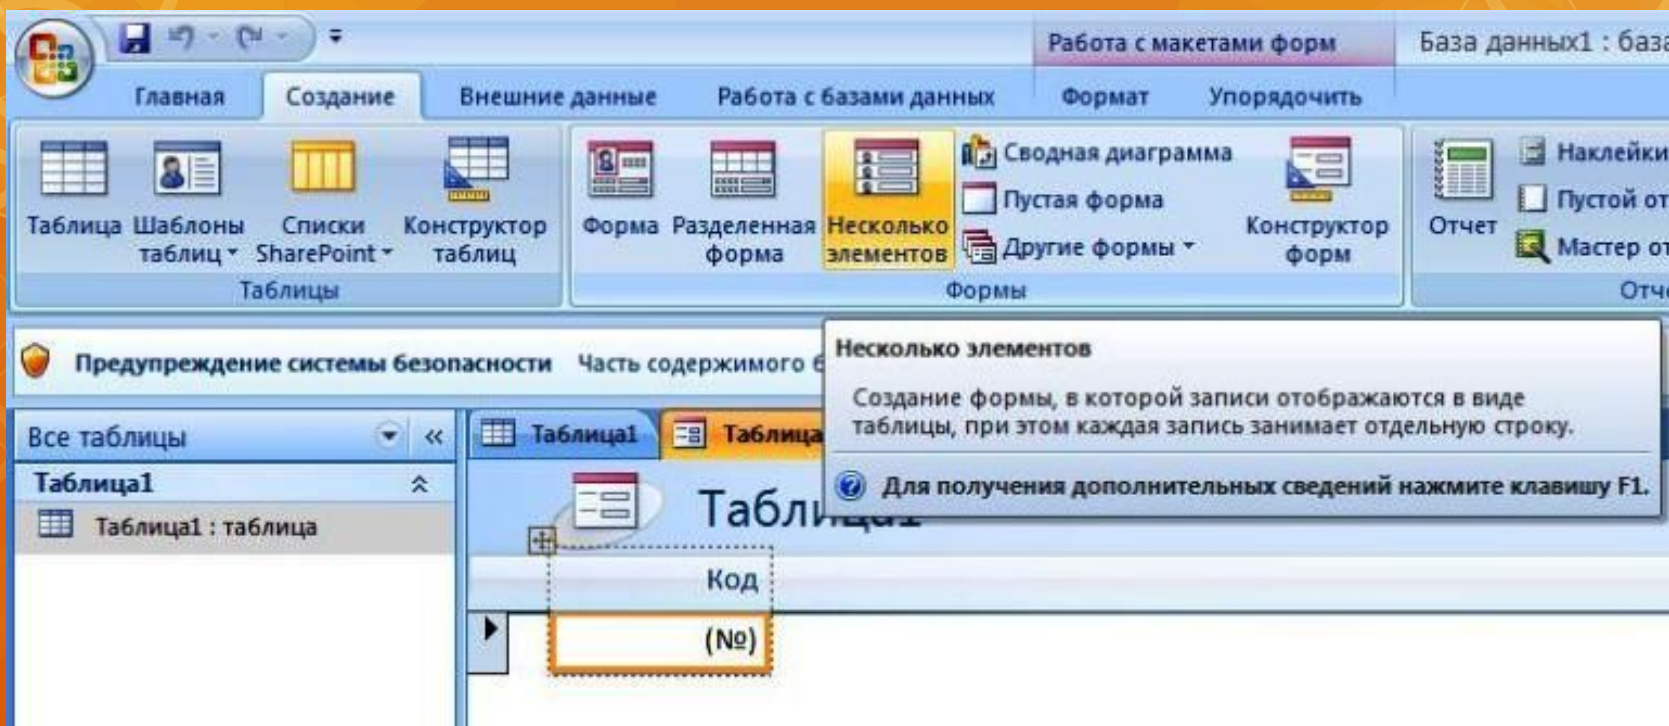 Работа с макетами форм
База данных1 : база
Главная Создание Внешние данные Работа с базами данных Формат Упорядочить
Таблица
Шаблоны
таблиц
Списки
SharePoint
Конструктор
таблиц
Таблицы
Форма
Разделенная
форма
Несколько
элементов
Сводная диаграмма
Пустая форма
Другие формы
Конструктор
форм
Формы
Отчет
Наклейки
Пустой от
Мастер от
Отч
Предупреждение системы безопасности Часть содержимого б
Несколько элементов
Создание формы, в которой записи отображаются в виде
таблицы, при этом каждая запись занимает отдельную строку.
Для получения дополнительных сведений нажмите клавишу F1.
Все таблицы
Таблица1
Таблица1 : таблица
Таблица1 Таблица
Таблица1
Код
(№)